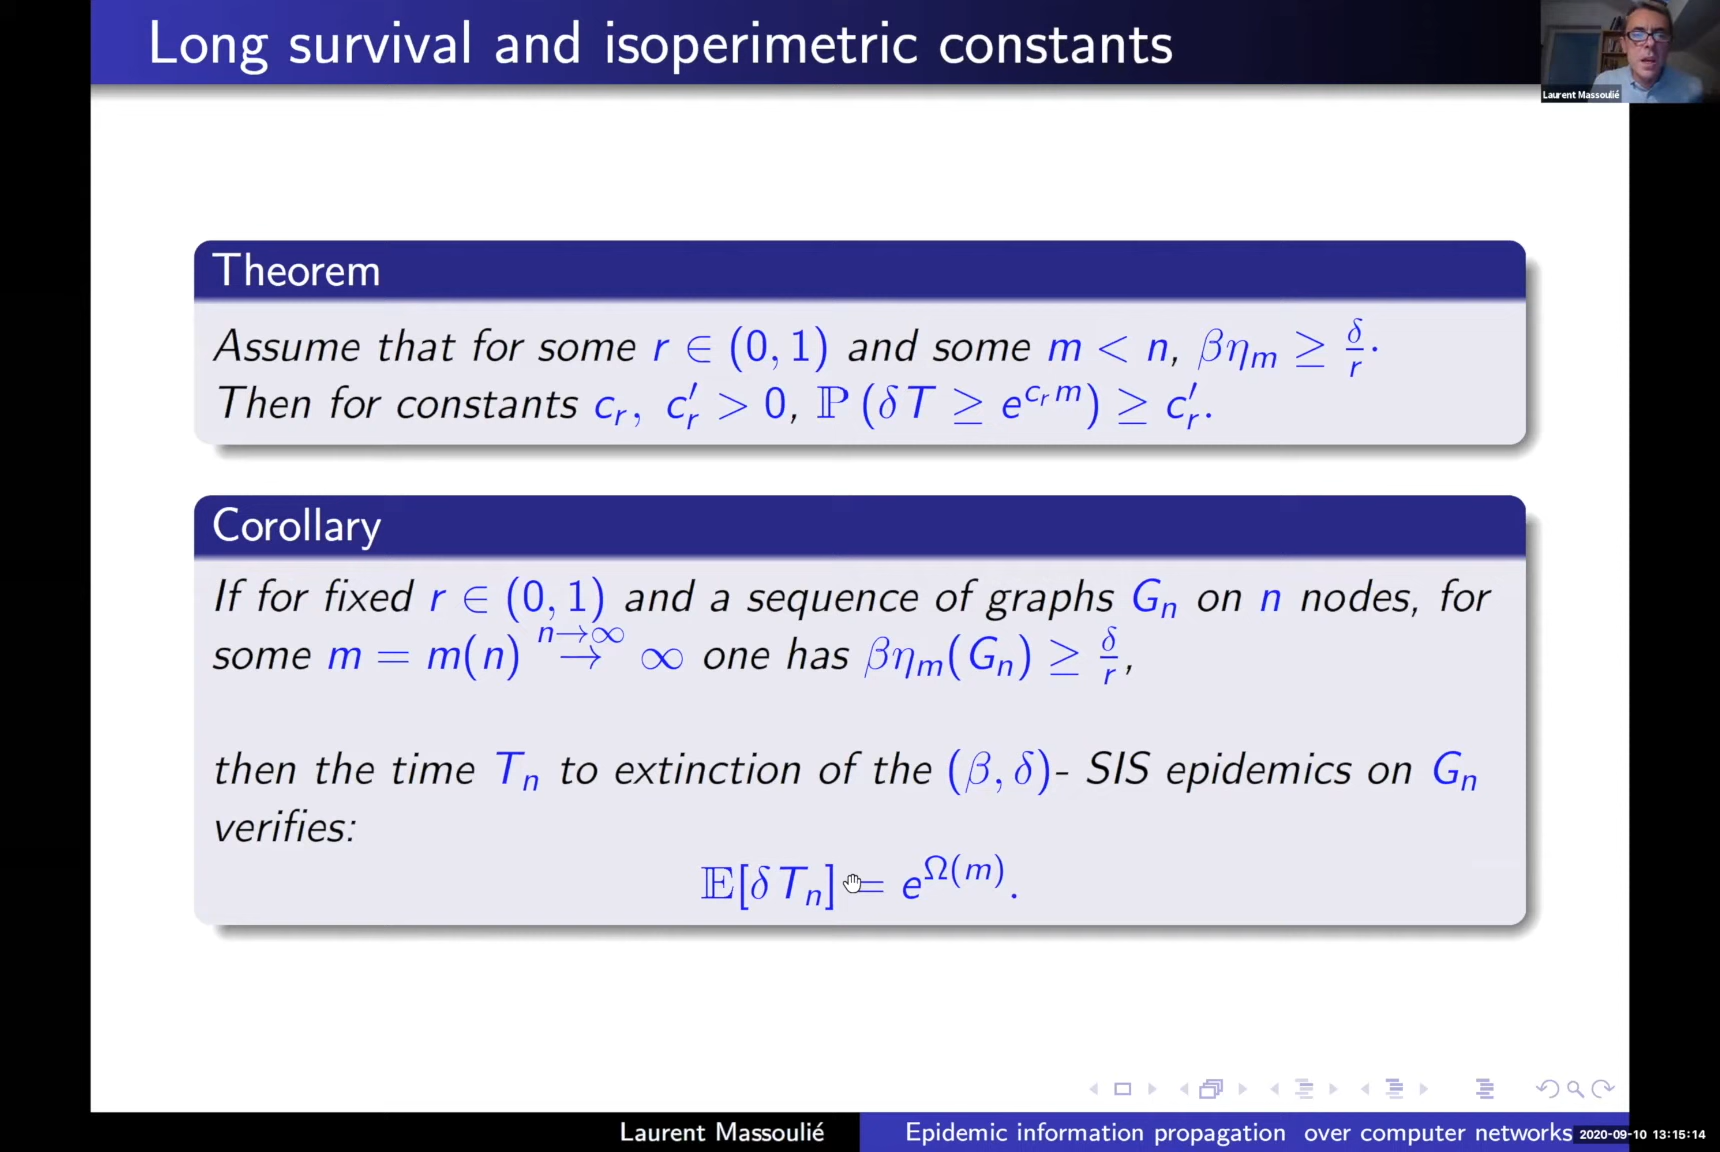 Long survival and isoperimetric constants
Laurent Massoulié
Theorem
Assume that for some r ∈ (0, 1) and some m < n, βη_m ≥ δ/r.
Then for constants c_r, c′_r > 0, ℙ (δT ≥ e^{c_r m}) ≥ c′_r.
Corollary
If for fixed r ∈ (0, 1) and a sequence of graphs G_n on n nodes, for
some m = m(n) →^{n→∞} ∞ one has βη_m(G_n) ≥ δ/r,
then the time T_n to extinction of the (β, δ)- SIS epidemics on G_n
verifies:
𝔼[δT_n] = e^{Ω(m)}.
Laurent Massoulié
Epidemic information propagation over computer networks
2020-09-10 13:15:14